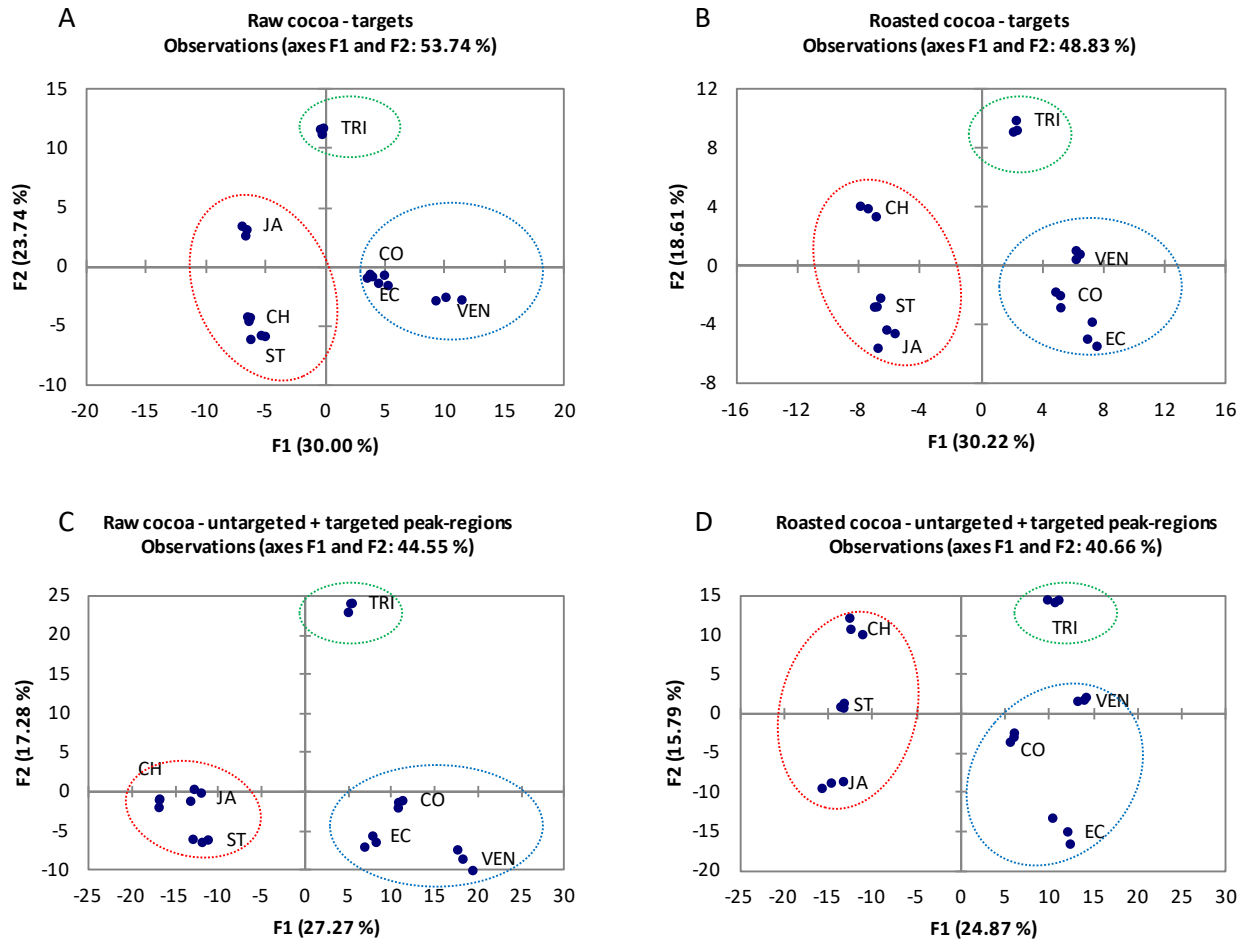 A
Raw cocoa - targets
Observations (axes F1 and F2: 53.74 %)
15
10
5
0
-5
-10
F2 (23.74 %)
TRI
JA
CO
EC
CH
VEN
ST
-20 -15 -10 -5 0 5 10 15 20
F1 (30.00 %)
B
Roasted cocoa - targets
Observations (axes F1 and F2: 48.83 %)
12
8
4
0
-4
-8
F2 (18.61 %)
TRI
CH
VEN
CO
ST
EC
JA
-16 -12 -8 -4 0 4 8 12 16
F1 (30.22 %)
C
Raw cocoa - untargeted + targeted peak-regions
Observations (axes F1 and F2: 44.55 %)
25
20
15
10
5
0
-5
-10
F2 (17.28 %)
TRI
CH
JA
CO
EC
ST
VEN
-25 -20 -15 -10 -5 0 5 10 15 20 25 30
F1 (27.27 %)
D
Roasted cocoa - untargeted + targeted peak-regions
Observations (axes F1 and F2: 40.66 %)
15
10
5
0
-5
-10
-15
-20
F2 (15.79 %)
TRI
CH
ST
VEN
CO
JA
EC
-25 -20 -15 -10 -5 0 5 10 15 20 25 30
F1 (24.87 %)